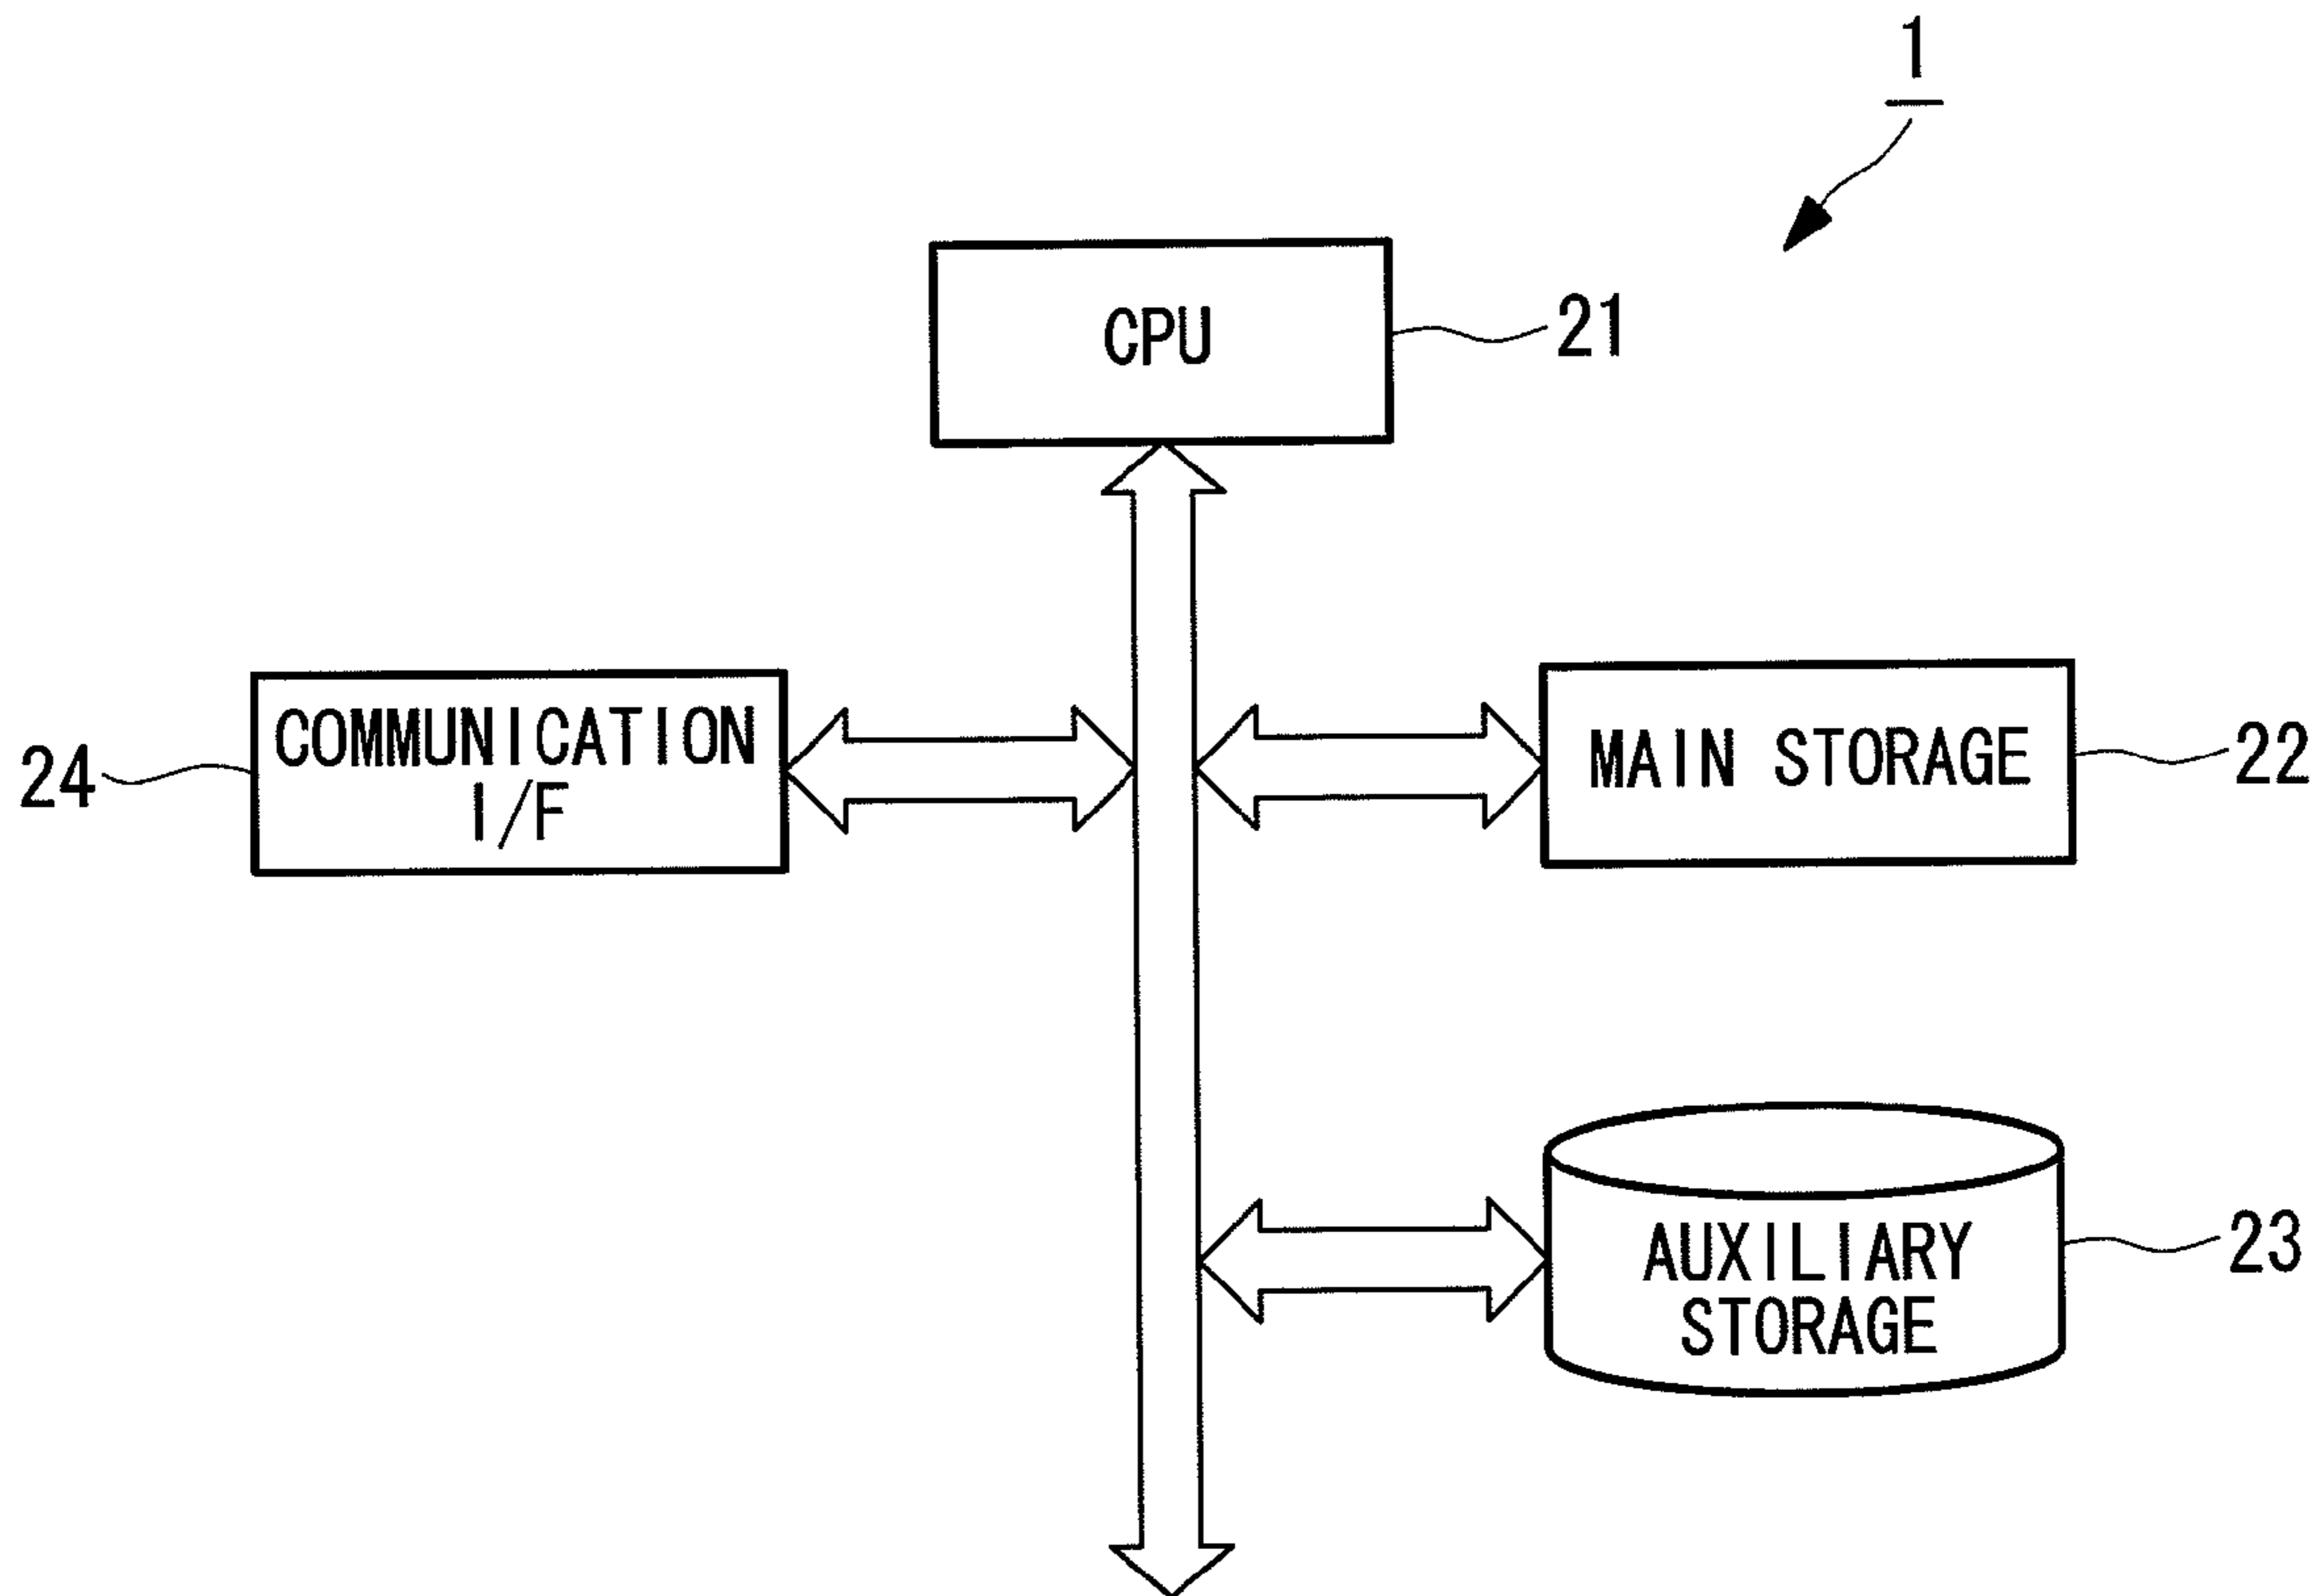 1
CPU
21
COMMUNICATION
I/F
24
MAIN STORAGE
22
AUXILIARY
STORAGE
23